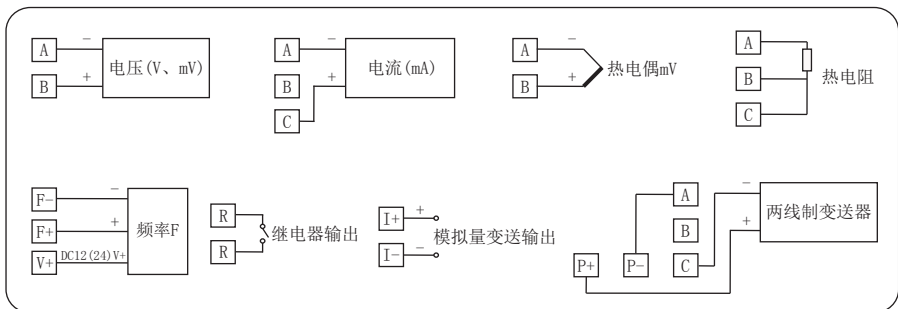 A － 电压(V、mV)
B ＋
A － 电流(mA)
B ＋
C
A － 热电偶mV
B ＋
A
B 热电阻
C
F- － 频率F
F+ ＋
V+ DC12(24)V+
R 继电器输出
R
I+ ＋ 模拟量变送输出
I- －
A － 两线制变送器
B ＋
P+ P- C